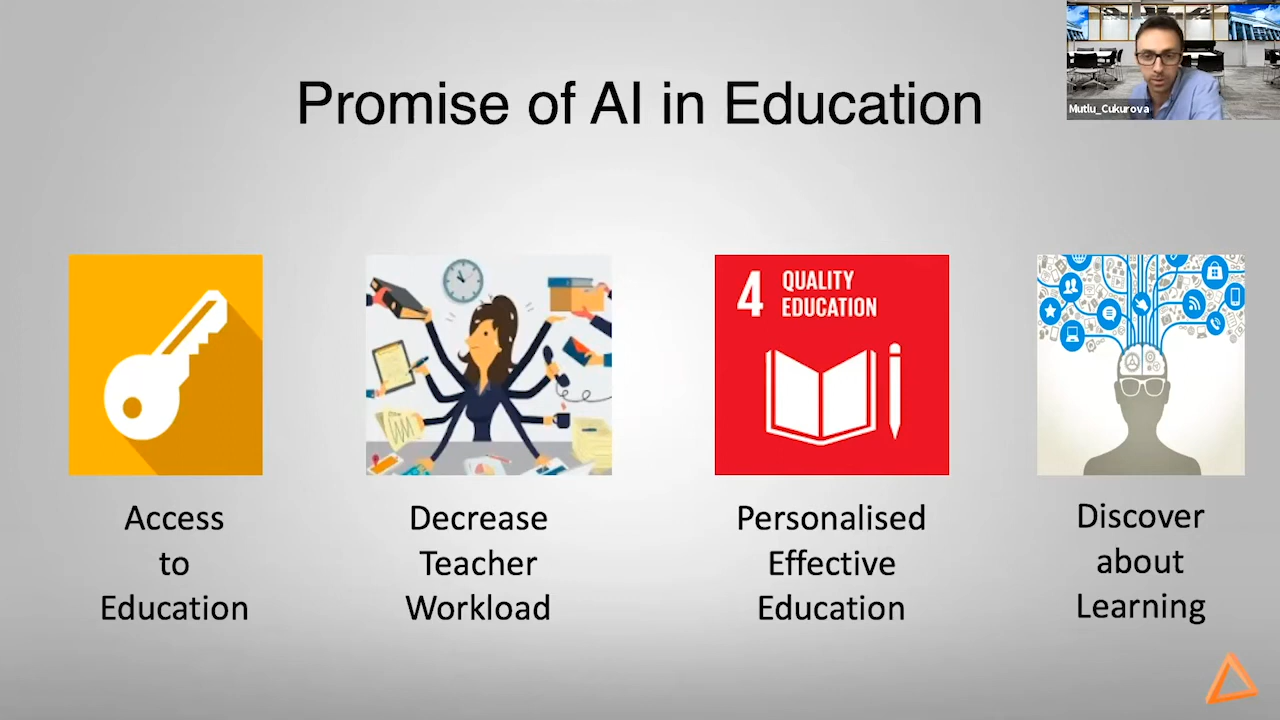 Promise of AI in Education
Mutlu_Cukurova
4 QUALITY
EDUCATION
Access
to
Education
Decrease
Teacher
Workload
Personalised
Effective
Education
Discover
about
Learning